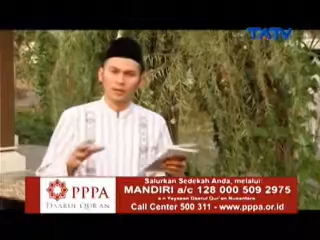 TATV
PPPA
DAARUL QUR'AN
Salurkan Sedekah Anda, melalui:
MANDIRI a/c 128 000 509 2975
a.n Yayasan Daarul Qur'an Nusantara
Call Center 500 311 - www.pppa.or.id